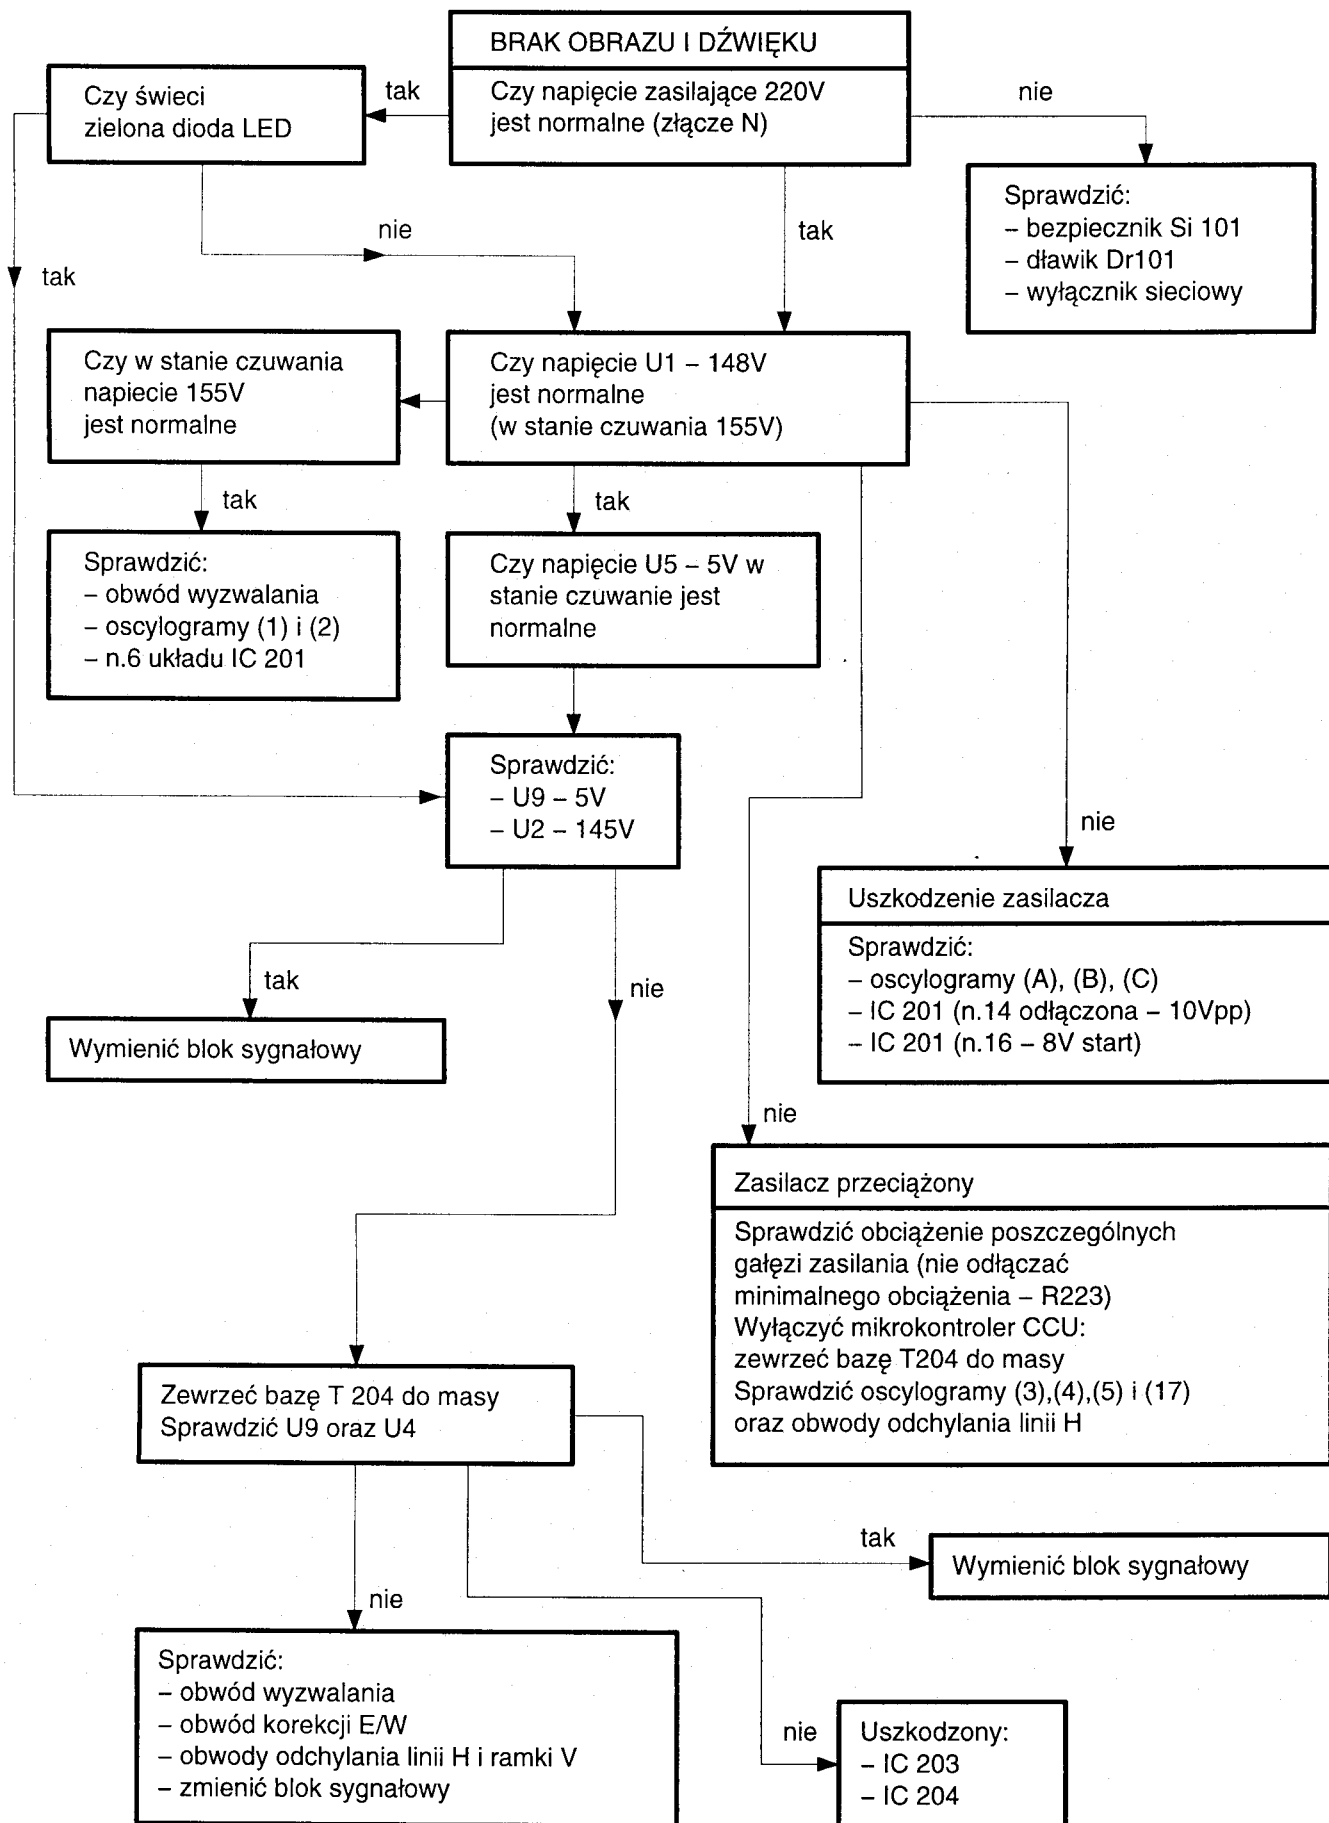 BRAK OBRAZU I DŹWIĘKU
Czy napięcie zasilające 220V
jest normalne (złącze N)
tak
nie
Czy świeci
zielona dioda LED
Sprawdzić:
– bezpiecznik Si 101
– dławik Dr101
– wyłącznik sieciowy
nie
tak
tak
Czy w stanie czuwania
napiecie 155V
jest normalne
Czy napięcie U1 – 148V
jest normalne
(w stanie czuwania 155V)
tak
tak
Sprawdzić:
– obwód wyzwalania
– oscylogramy (1) i (2)
– n.6 układu IC 201
Czy napięcie U5 – 5V w
stanie czuwanie jest
normalne
Sprawdzić:
– U9 – 5V
– U2 – 145V
nie
Uszkodzenie zasilacza
Sprawdzić:
– oscylogramy (A), (B), (C)
– IC 201 (n.14 odłączona – 10Vpp)
– IC 201 (n.16 – 8V start)
tak
nie
Wymienić blok sygnałowy
nie
Zasilacz przeciążony
Sprawdzić obciążenie poszczególnych
gałęzi zasilania (nie odłączać
minimalnego obciążenia – R223)
Wyłączyć mikrokontroler CCU:
zewrzeć bazę T204 do masy
Sprawdzić oscylogramy (3),(4),(5) i (17)
oraz obwody odchylania linii H
Zewrzeć bazę T 204 do masy
Sprawdzić U9 oraz U4
tak
Wymienić blok sygnałowy
nie
Sprawdzić:
– obwód wyzwalania
– obwód korekcji E/W
– obwody odchylania linii H i ramki V
– zmienić blok sygnałowy
nie
Uszkodzony:
– IC 203
– IC 204